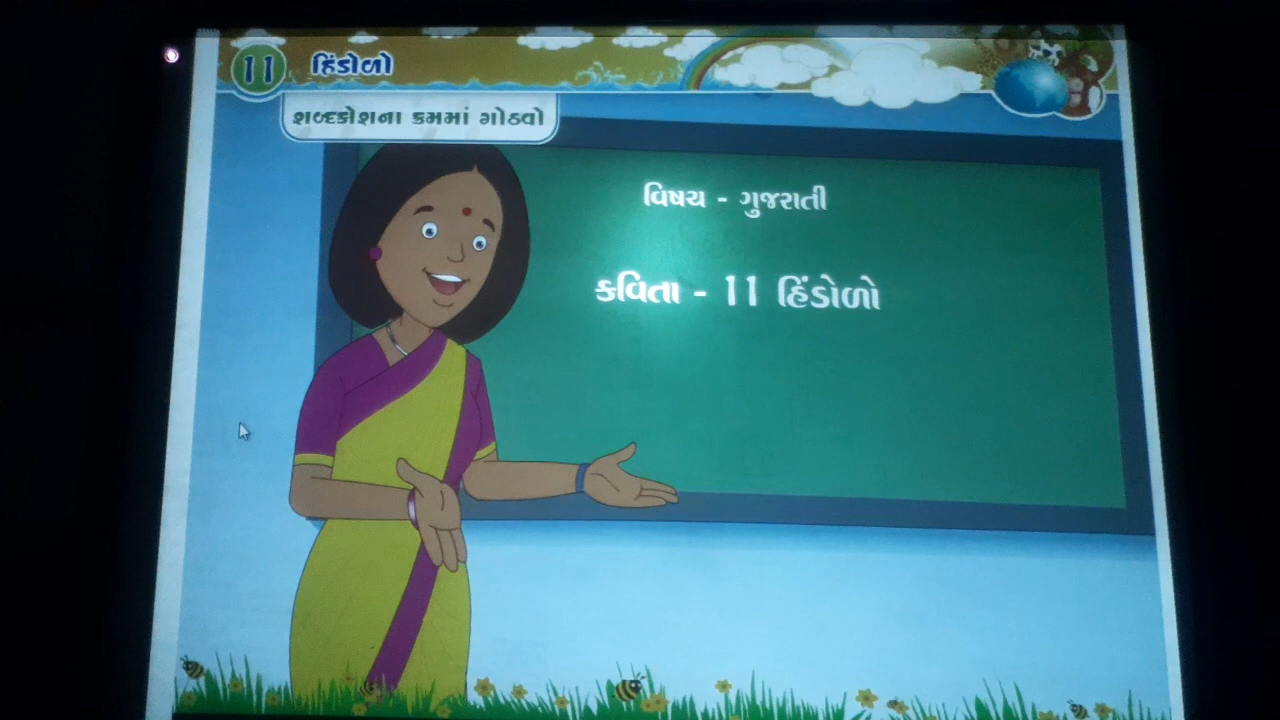 11 હિંડોળો
શબ્દકોશના ક્રમમાં ગોઠવો
વિષય - ગુજરાતી
કવિતા - 11 હિંડોળો